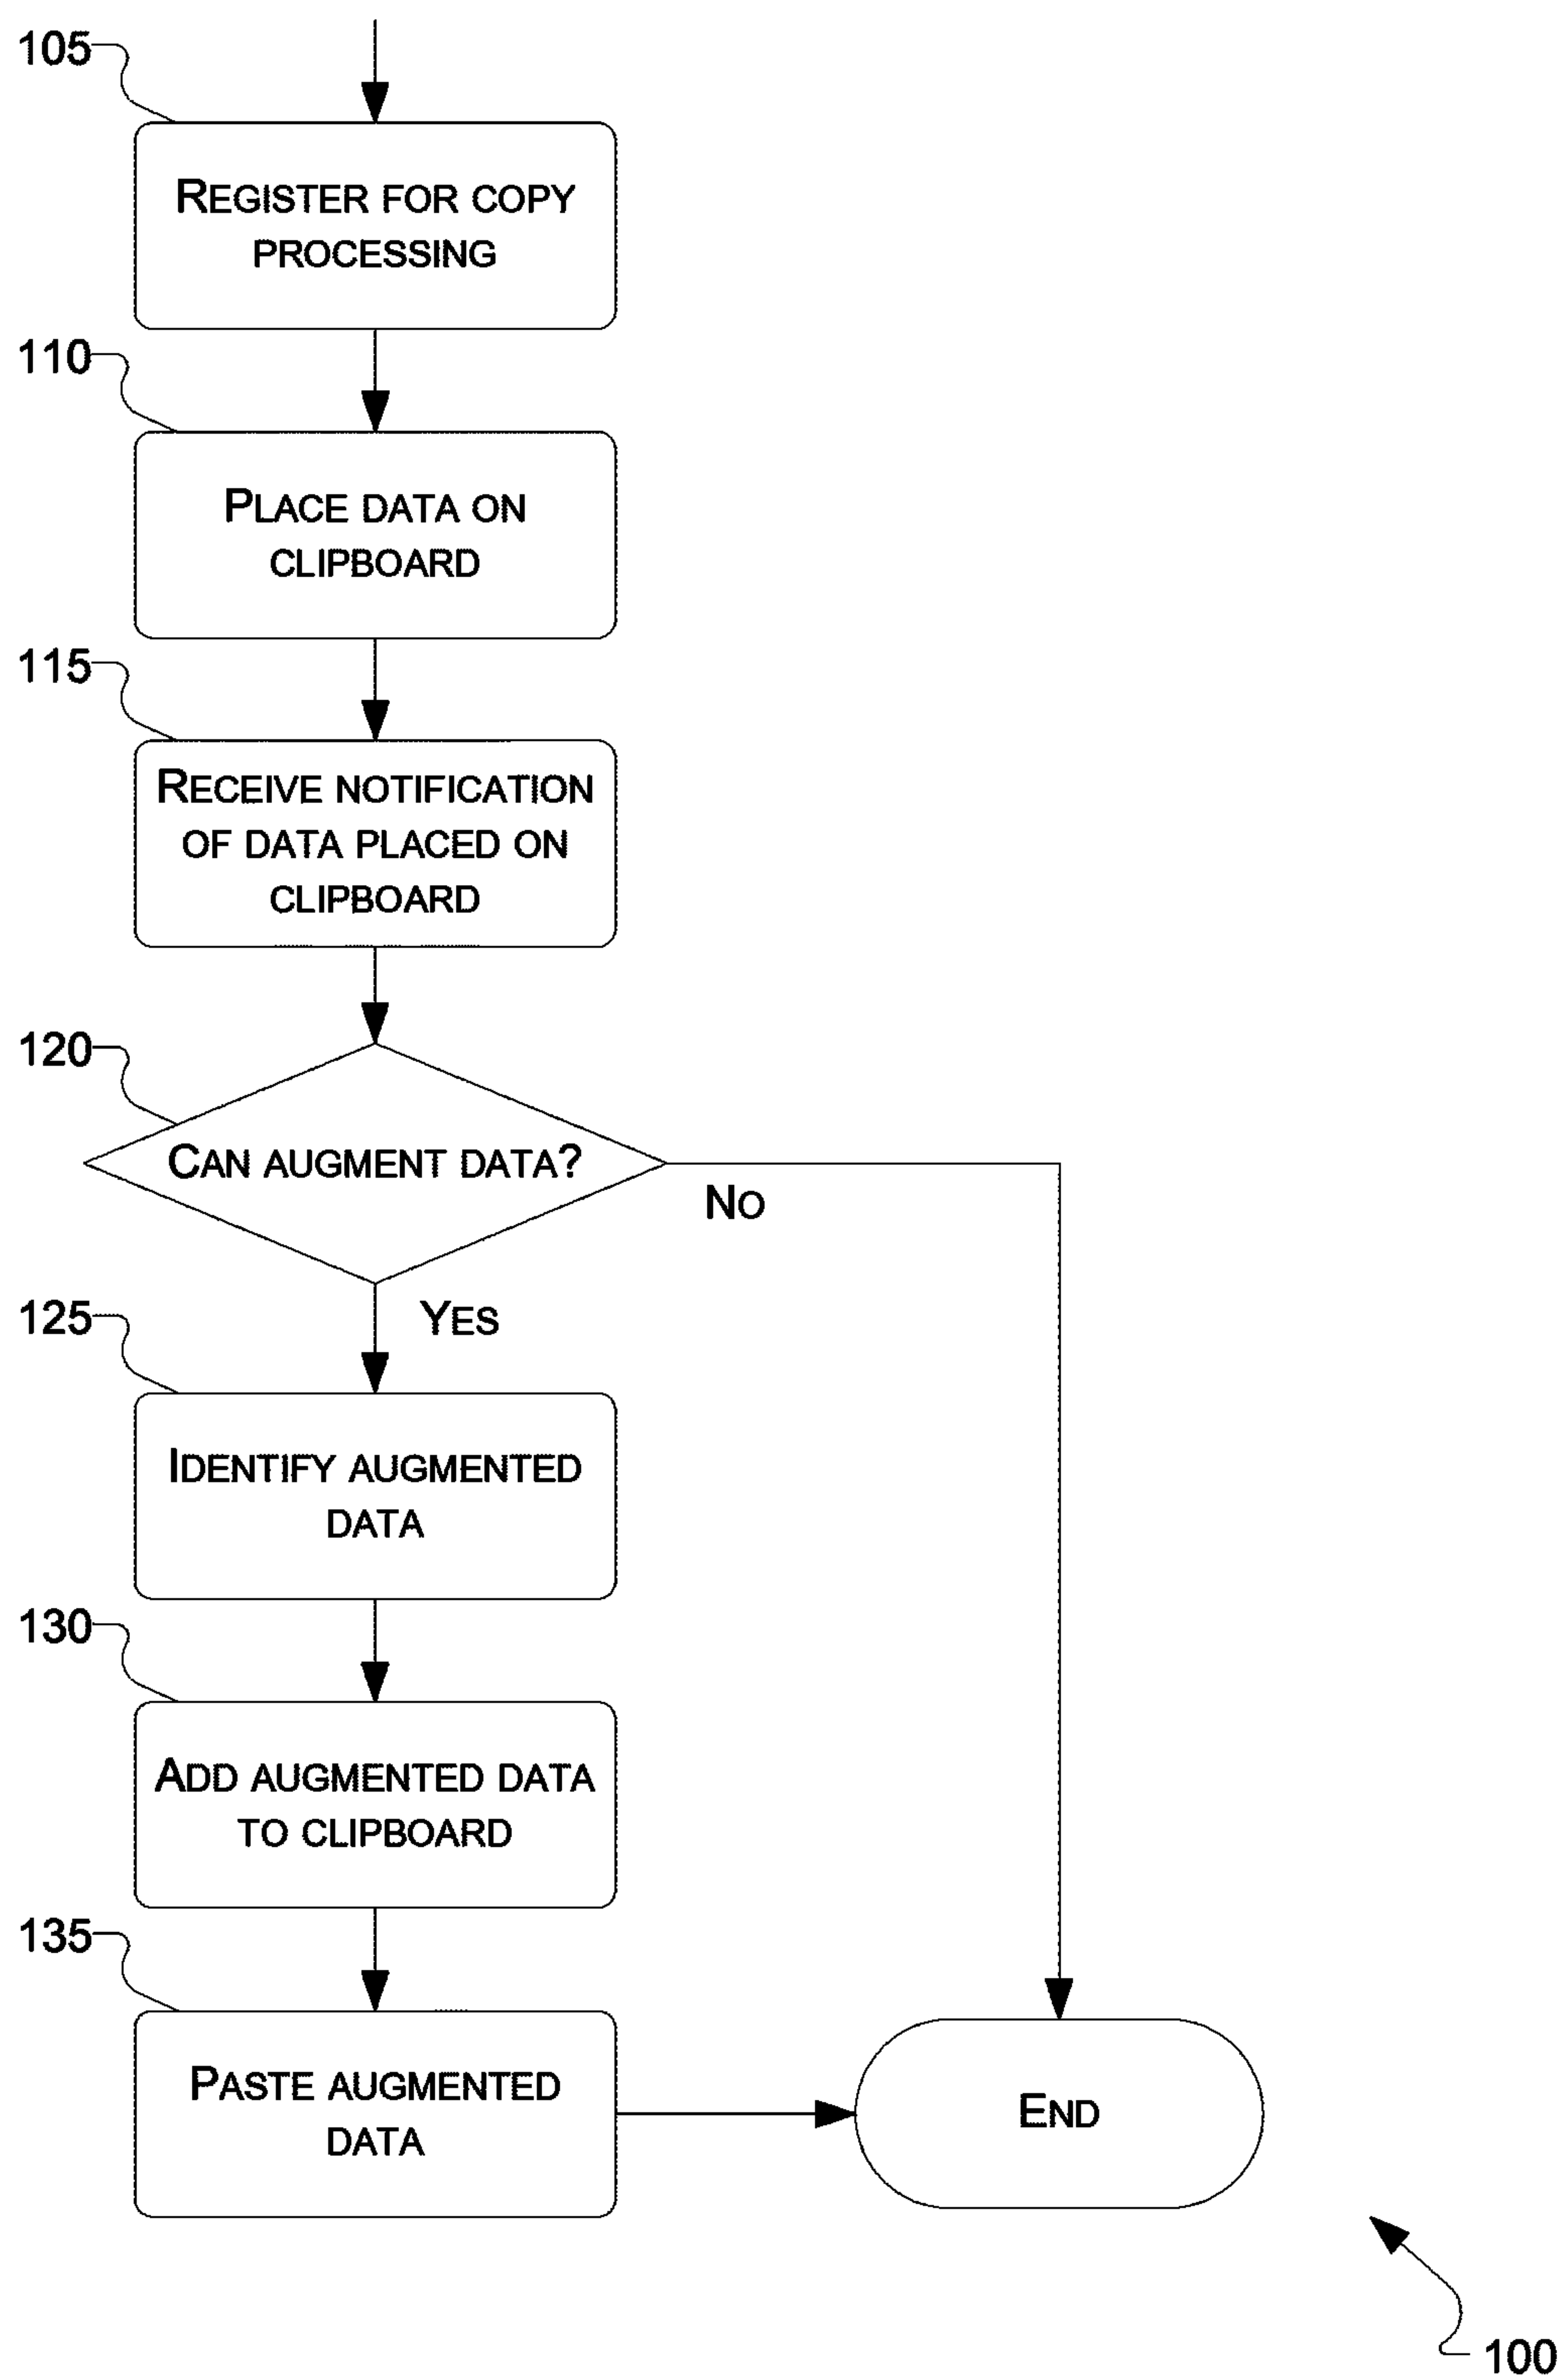 105
REGISTER FOR COPY
PROCESSING
110
PLACE DATA ON
CLIPBOARD
115
RECEIVE NOTIFICATION
OF DATA PLACED ON
CLIPBOARD
120
CAN AUGMENT DATA?
NO
125
YES
IDENTIFY AUGMENTED
DATA
130
ADD AUGMENTED DATA
TO CLIPBOARD
135
PASTE AUGMENTED
DATA
END
100